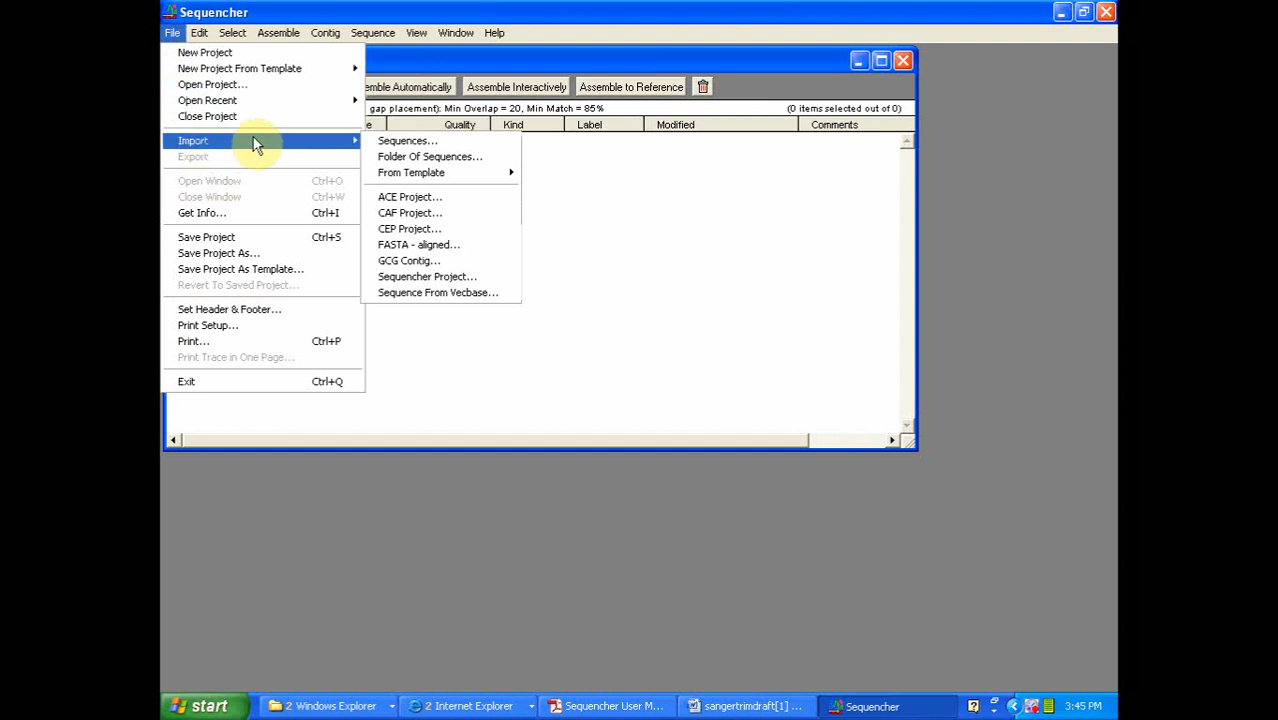 Sequencher
File Edit Select Assemble Contig Sequence View Window Help
New Project
New Project From Template
Open Project...
Open Recent
Close Project
Import
Export
Open Window Ctrl+O
Close Window Ctrl+W
Get Info... Ctrl+I
Save Project Ctrl+S
Save Project As...
Save Project As Template...
Revert To Saved Project...
Set Header & Footer...
Print Setup...
Print... Ctrl+P
Print Trace in One Page...
Exit Ctrl+Q
Sequences...
Folder Of Sequences...
From Template
ACE Project...
CAF Project...
CEP Project...
FASTA - aligned...
GCG Contig...
Sequencher Project...
Sequence From Vecbase...
emble Automatically Assemble Interactively Assemble to Reference
gap placement): Min Overlap = 20, Min Match = 85% (0 items selected out of 0)
e Quality Kind Label Modified Comments
start 2 Windows Explorer 2 Internet Explorer Sequencher User M... sangertrimdraft[1] ... Sequencher 3:45 PM